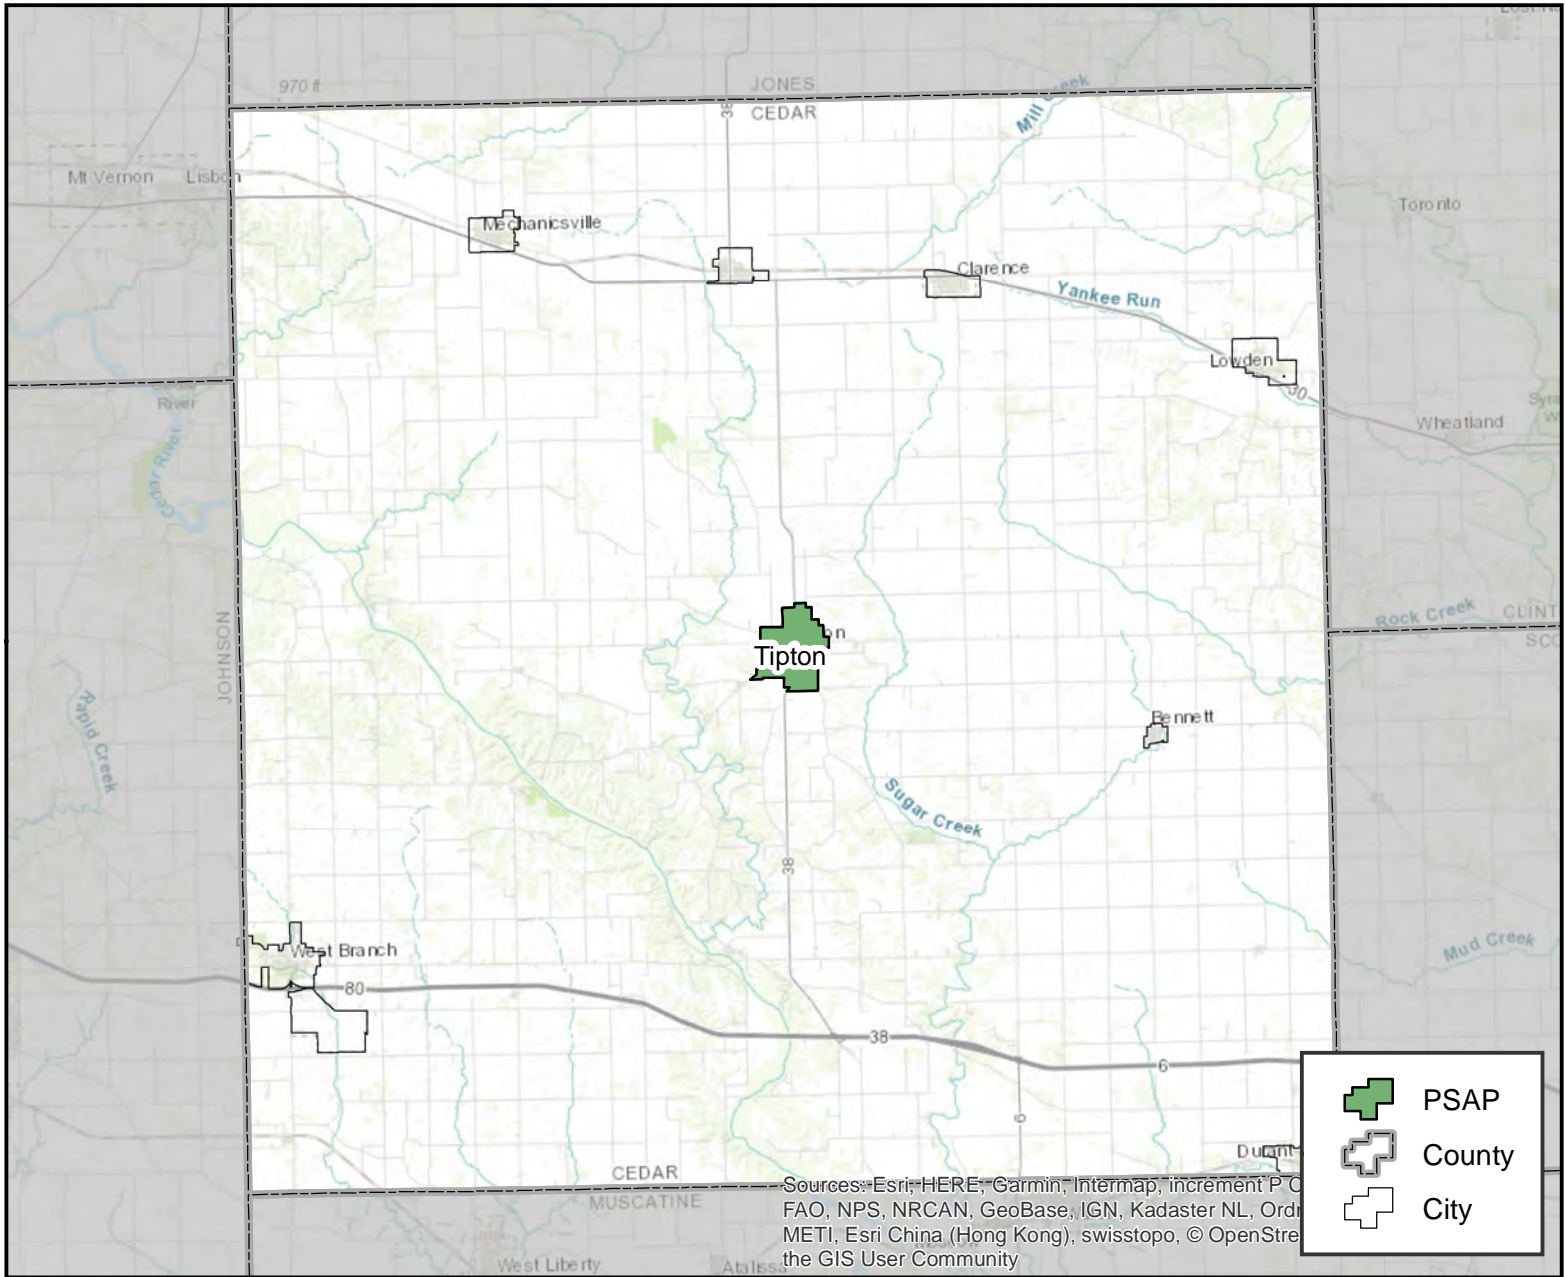 970 ft
JONES
CEDAR
38
Mill Creek
Mt Vernon
Lisbon
Toronto
Mechanicsville
Clarence
Yankee Run
Lowden
30
Wheatland
River
Cedar River
JOHNSON
Rock Creek
CLINT
SCO
Tipton
on
Rapid Creek
Bennett
Sugar Creek
38
West Branch
Mud Creek
80
38
6
6
PSAP
County
City
Durant
CEDAR
MUSCATINE
Sources: Esri, HERE, Garmin, Intermap, increment P C
FAO, NPS, NRCAN, GeoBase, IGN, Kadaster NL, Ordn
METI, Esri China (Hong Kong), swisstopo, © OpenStre
the GIS User Community
West Liberty
Atalissa